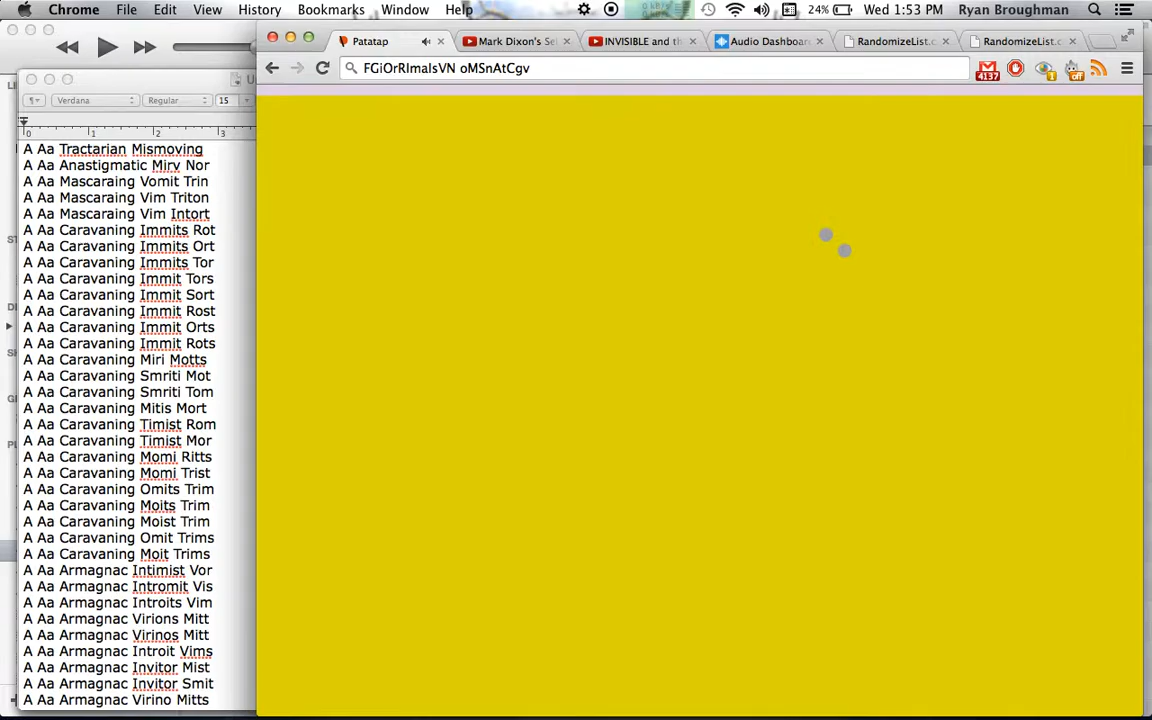 Chrome File Edit View History Bookmarks Window Help 24% Wed 1:53 PM Ryan Broughman
Patatap Mark Dixon's Se INVISIBLE and th Audio Dashboar RandomizeList.c RandomizeList.c
FGiOrRImaIsVN oMSnAtCgv 4137 1 off
Verdana Regular 15
0 1 2 3
A Aa Tractarian Mismoving
A Aa Anastigmatic Mirv Nor
A Aa Mascaraing Vomit Trin
A Aa Mascaraing Vim Triton
A Aa Mascaraing Vim Intort
A Aa Caravaning Immits Rot
A Aa Caravaning Immits Ort
A Aa Caravaning Immits Tor
A Aa Caravaning Immit Tors
A Aa Caravaning Immit Sort
A Aa Caravaning Immit Rost
A Aa Caravaning Immit Orts
A Aa Caravaning Immit Rots
A Aa Caravaning Miri Motts
A Aa Caravaning Smriti Mot
A Aa Caravaning Smriti Tom
A Aa Caravaning Mitis Mort
A Aa Caravaning Timist Rom
A Aa Caravaning Timist Mor
A Aa Caravaning Momi Ritts
A Aa Caravaning Momi Trist
A Aa Caravaning Omits Trim
A Aa Caravaning Moits Trim
A Aa Caravaning Moist Trim
A Aa Caravaning Omit Trims
A Aa Caravaning Moit Trims
A Aa Armagnac Intimist Vor
A Aa Armagnac Intromit Vis
A Aa Armagnac Introits Vim
A Aa Armagnac Virions Mitt
A Aa Armagnac Virinos Mitt
A Aa Armagnac Introit Vims
A Aa Armagnac Invitor Mist
A Aa Armagnac Invitor Smit
A Aa Armagnac Virino Mitts